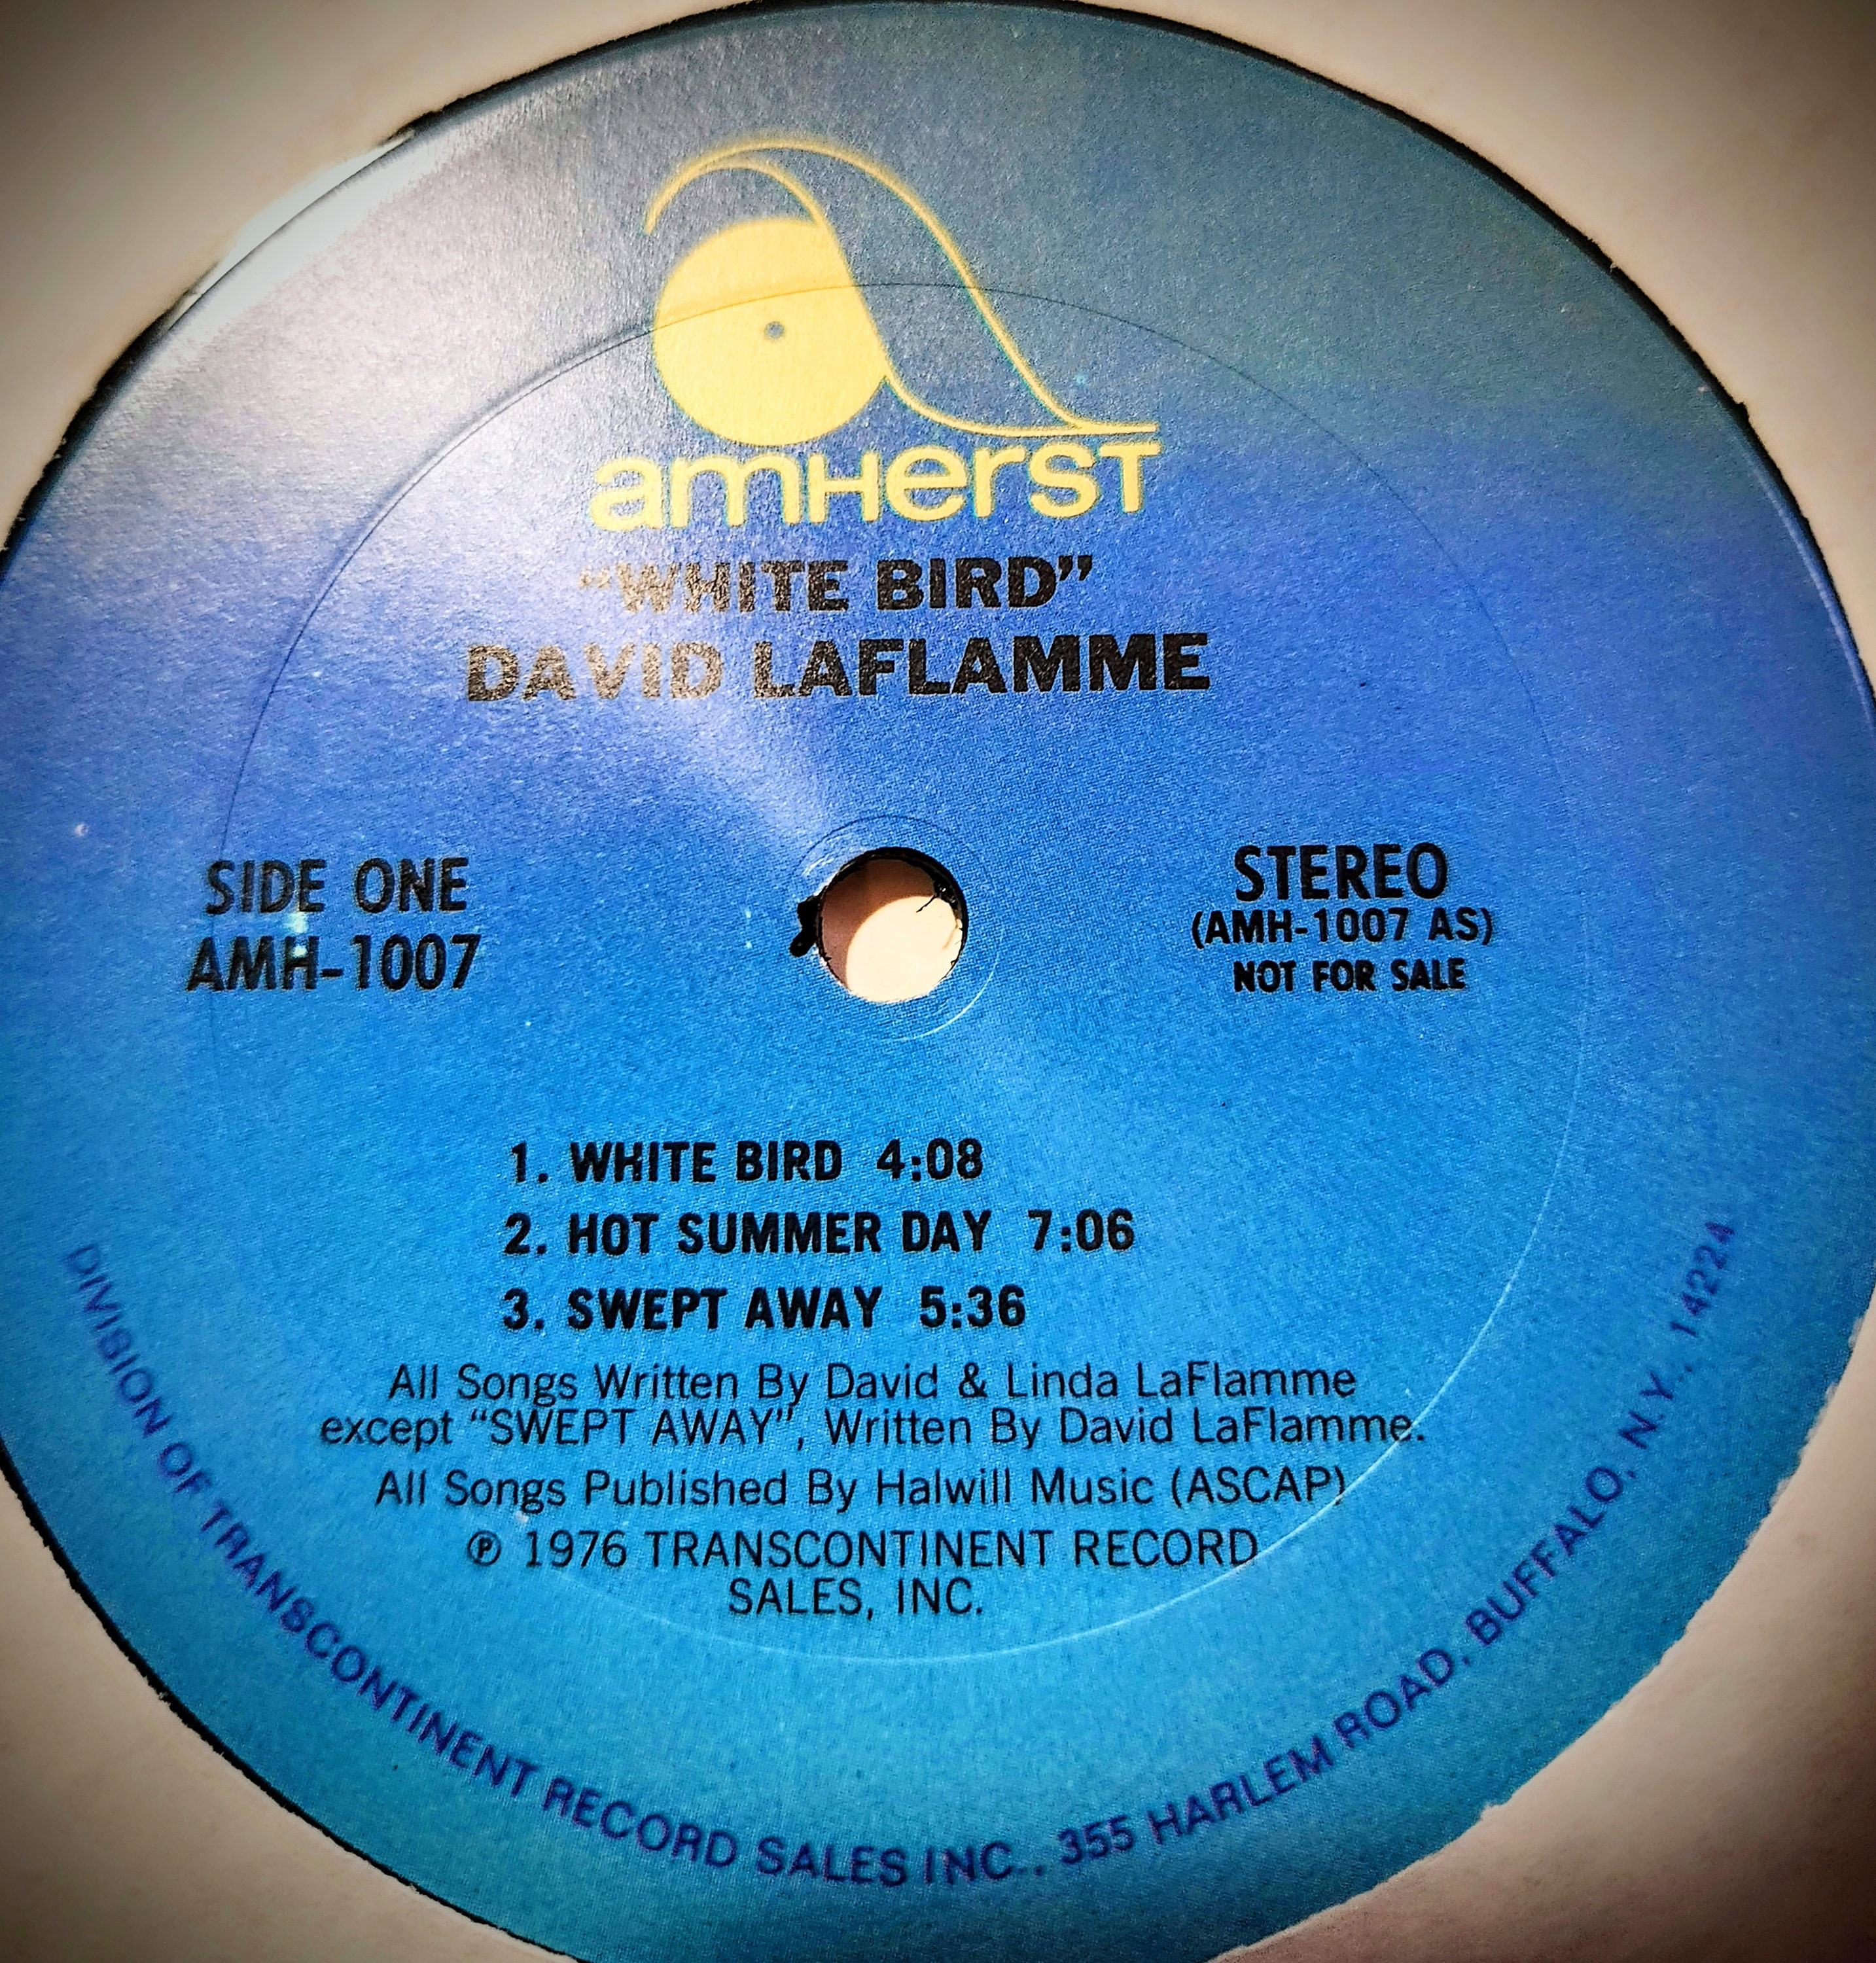 amHerST
“WHITE BIRD”
DAVID LAFLAMME
SIDE ONE
AMH-1007
STEREO
(AMH-1007 AS)
NOT FOR SALE
1. WHITE BIRD 4:08
2. HOT SUMMER DAY 7:06
3. SWEPT AWAY 5:36
All Songs Written By David & Linda LaFlamme
except “SWEPT AWAY”, Written By David LaFlamme.
All Songs Published By Halwill Music (ASCAP)
℗ 1976 TRANSCONTINENT RECORD
SALES, INC.
DIVISION OF TRANSCONTINENT RECORD SALES INC., 355 HARLEM ROAD, BUFFALO, N.Y. 14224